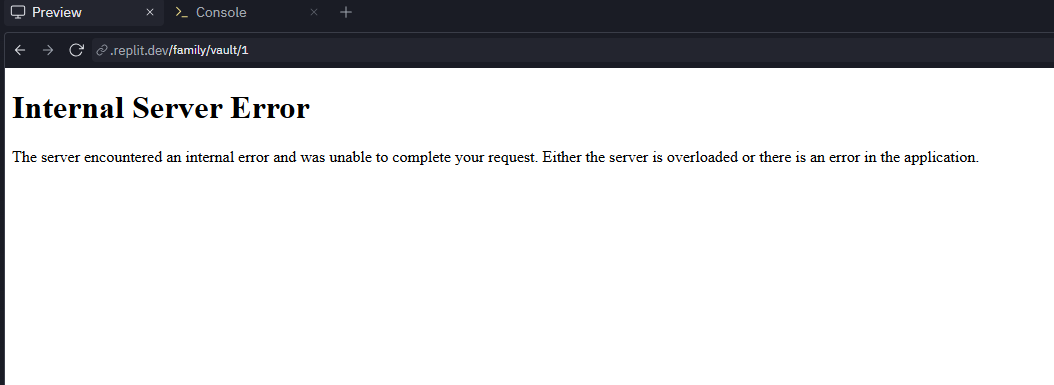 Preview
Console
.replit.dev/family/vault/1
Internal Server Error
The server encountered an internal error and was unable to complete your request. Either the server is overloaded or there is an error in the application.